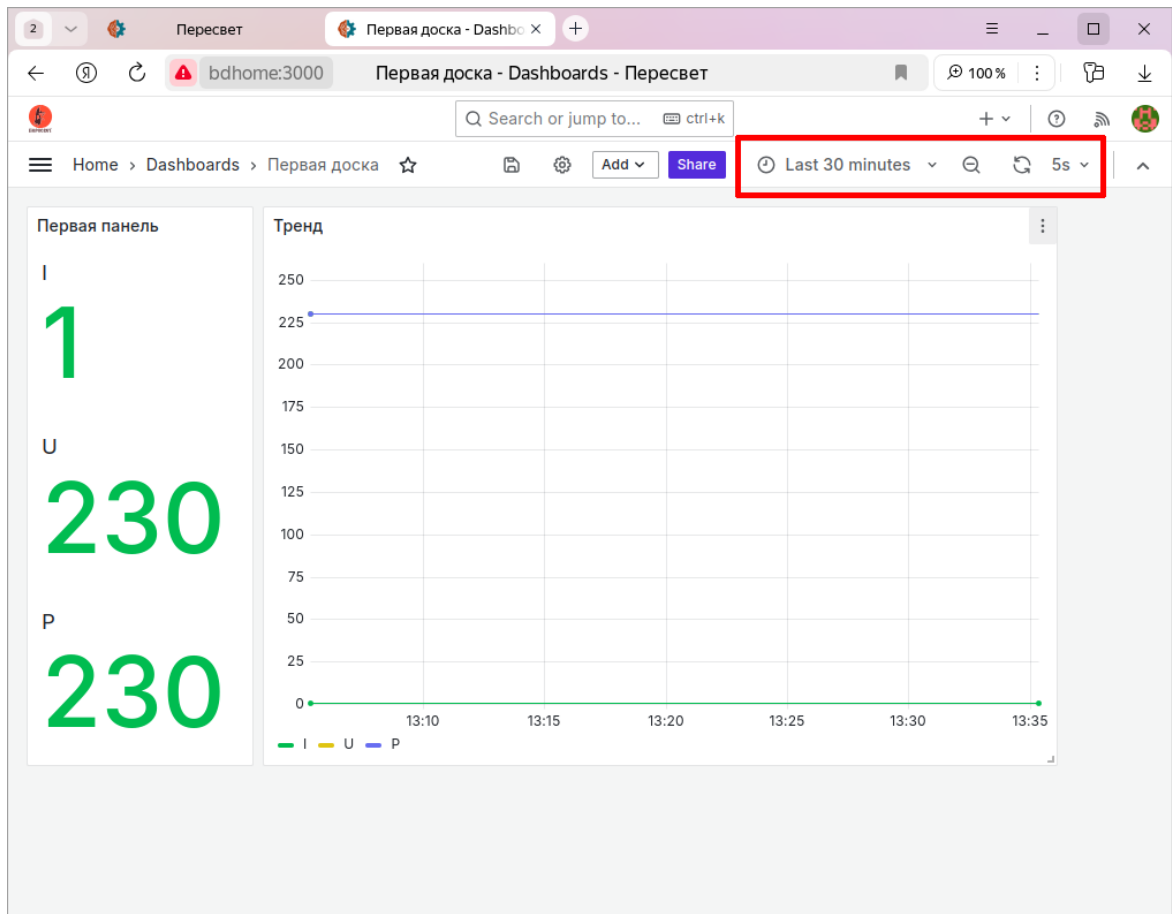 2 Пересвет Первая доска - Dashbo
Я bdhome:3000 Первая доска - Dashboards - Пересвет 100 %
Search or jump to... ctrl+k
Home › Dashboards › Первая доска Add Share Last 30 minutes 5s
Первая панель
I
1
U
230
P
230
Тренд
250
225
200
175
150
125
100
75
50
25
0
13:10 13:15 13:20 13:25 13:30 13:35
I U P